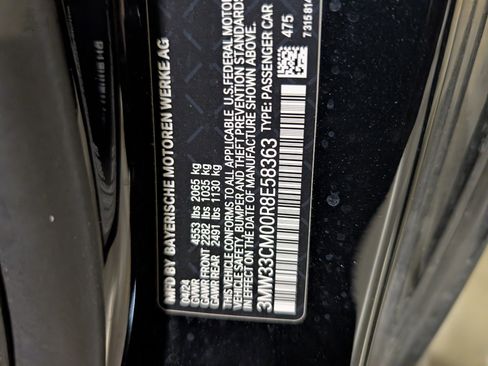 MFD BY BAYERISCHE MOTOREN WERKE AG
04/24
GVWR 4553 lbs 2065 kg
GAWR FRONT 2282 lbs 1035 kg
GAWR REAR 2491 lbs 1130 kg
THIS VEHICLE CONFORMS TO ALL APPLICABLE U.S.FEDERAL MOTOR
VEHICLE SAFETY, BUMPER AND THEFT PREVENTION STANDARDS
IN EFFECT ON THE DATE OF MANUFACTURE SHOWN ABOVE.
3MW33CM00R8E58363 TYPE: PASSENGER CAR
475